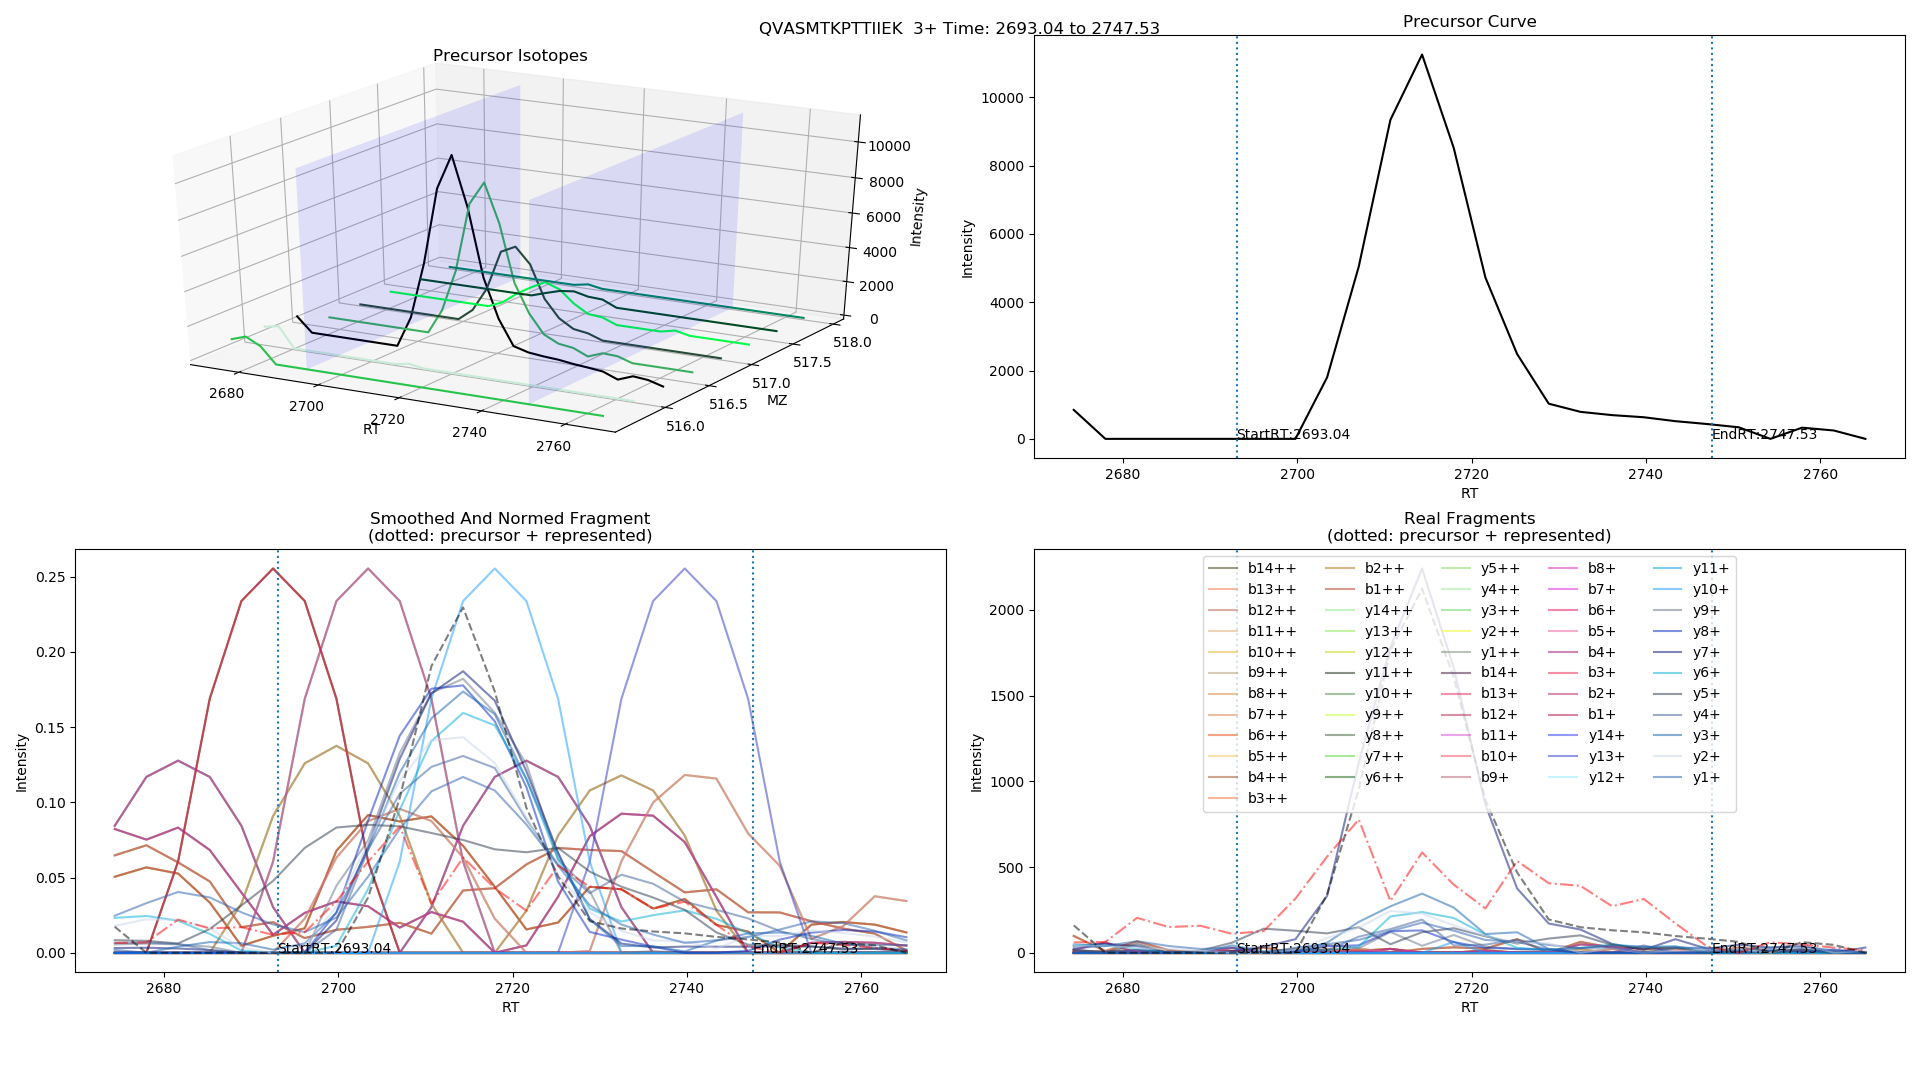 QVASMTKPTTIIEK  3+ Time: 2693.04 to 2747.53
Precursor Isotopes
10000
8000
6000
4000
2000
0
Intensity
2680
2700
2720
2740
2760
RT
516.0
516.5
517.0
517.5
518.0
MZ
Precursor Curve
10000
8000
6000
4000
2000
0
Intensity
StartRT:2693.04
EndRT:2747.53
2680
2700
2720
2740
2760
RT
Smoothed And Normed Fragment
(dotted: precursor + represented)
0.25
0.20
0.15
0.10
0.05
0.00
Intensity
StartRT:2693.04
EndRT:2747.53
2680
2700
2720
2740
2760
RT
Real Fragments
(dotted: precursor + represented)
2000
1500
1000
500
0
Intensity
b14++
b13++
b12++
b11++
b10++
b9++
b8++
b7++
b6++
b5++
b4++
b3++
b2++
b1++
y14++
y13++
y12++
y11++
y10++
y9++
y8++
y7++
y6++
y5++
y4++
y3++
y2++
y1++
b14+
b13+
b12+
b11+
b10+
b9+
b8+
b7+
b6+
b5+
b4+
b3+
b2+
b1+
y14+
y13+
y12+
y11+
y10+
y9+
y8+
y7+
y6+
y5+
y4+
y3+
y2+
y1+
StartRT:2693.04
EndRT:2747.53
2680
2700
2720
2740
2760
RT